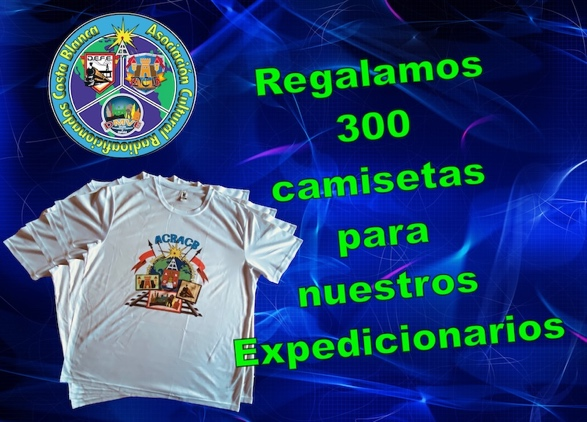 Asociación Cultural Radioaficionados Costa Blanca
D.E.F.E.
Regalamos
300
camisetas
para
nuestros
Expedicionarios
ACRACB